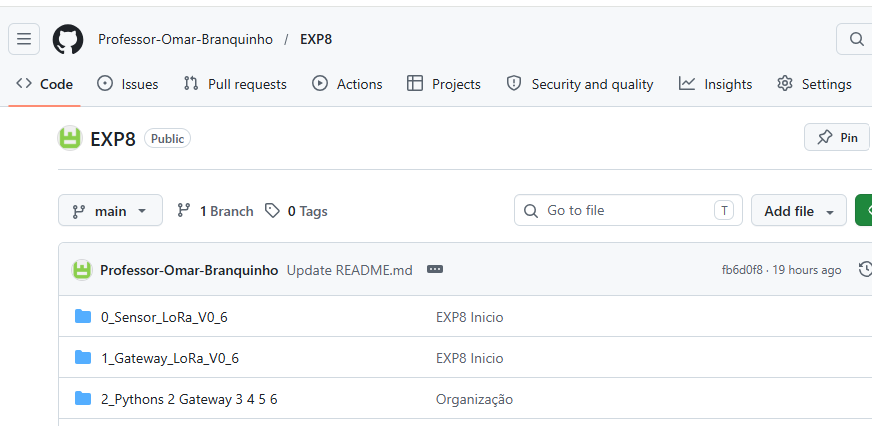 Professor-Omar-Branquinho / EXP8
Code Issues Pull requests Actions Projects Security and quality Insights Settings
EXP8 Public Pin
main 1 Branch 0 Tags Go to file T Add file
Professor-Omar-Branquinho Update README.md fb6d0f8 · 19 hours ago
0_Sensor_LoRa_V0_6 EXP8 Inicio
1_Gateway_LoRa_V0_6 EXP8 Inicio
2_Pythons 2 Gateway 3 4 5 6 Organização